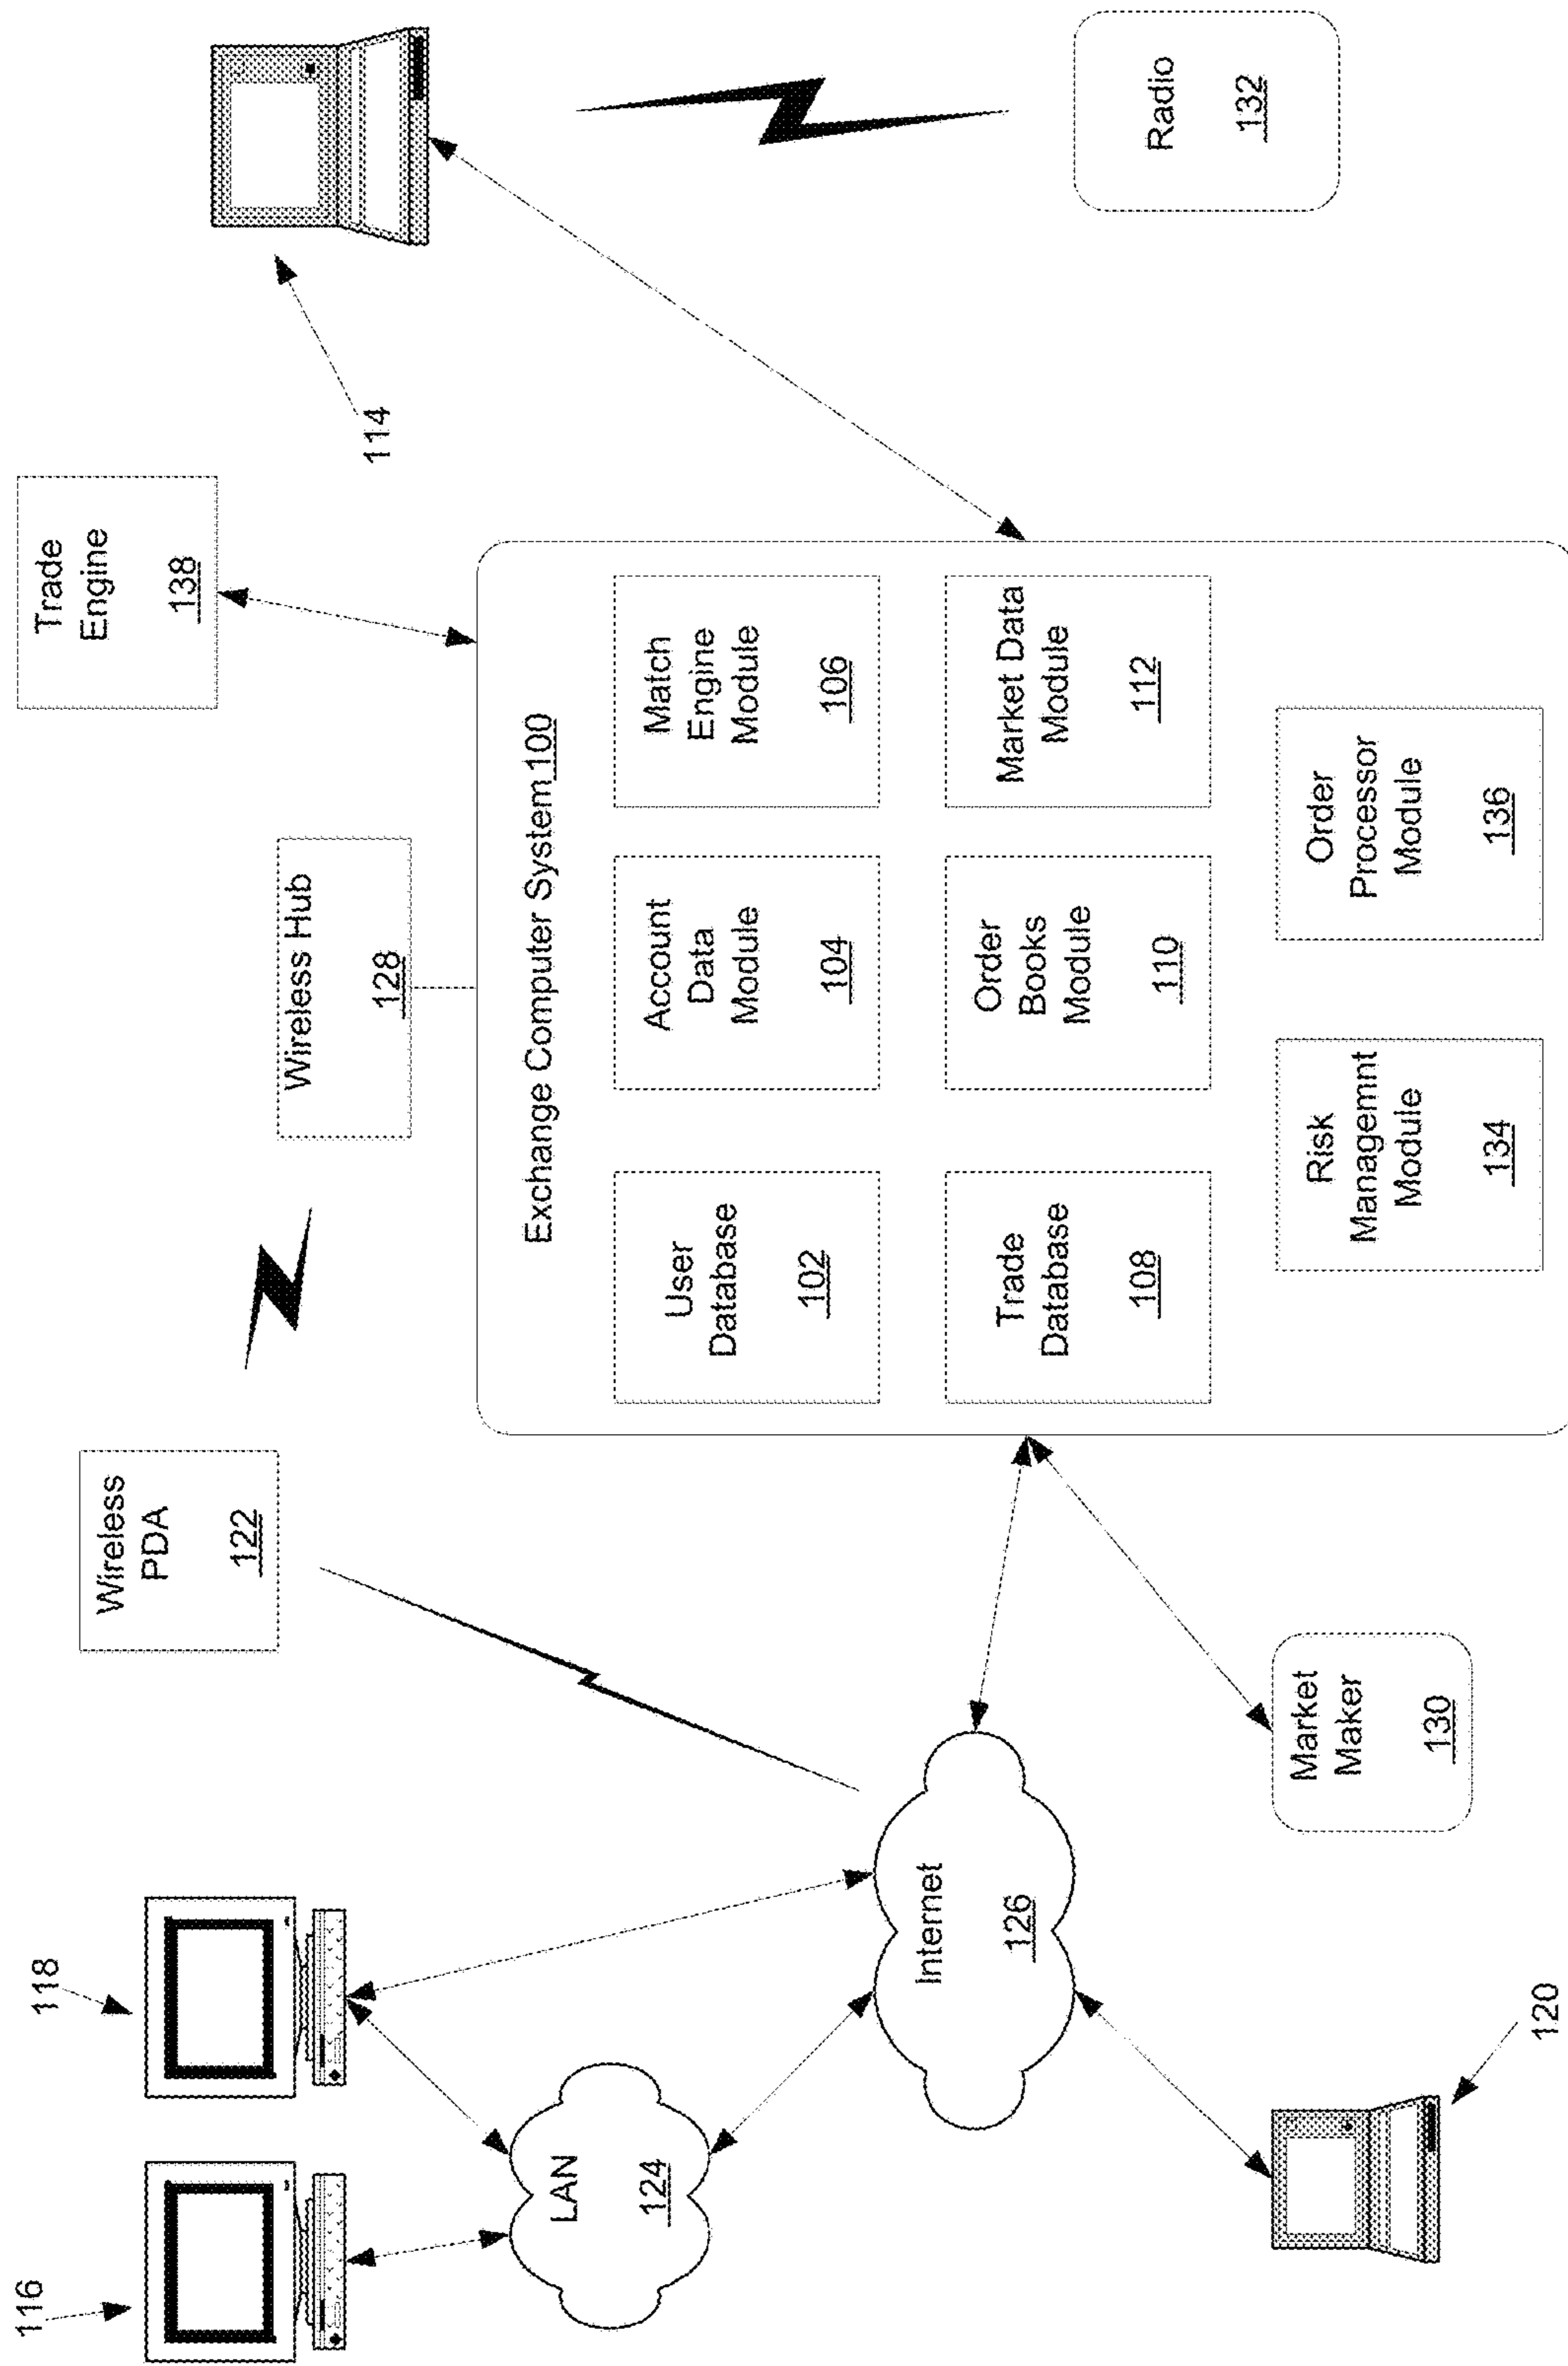 116
118
Wireless
PDA
122
Wireless Hub
128
Trade
Engine
138
114
LAN
124
Internet
126
Exchange Computer System 100
User
Database
102
Account
Data
Module
104
Match
Engine
Module
106
Trade
Database
108
Order
Books
Module
110
Market Data
Module
112
Risk
Managemnt
Module
134
Order
Processor
Module
136
120
Market
Maker
130
Radio
132